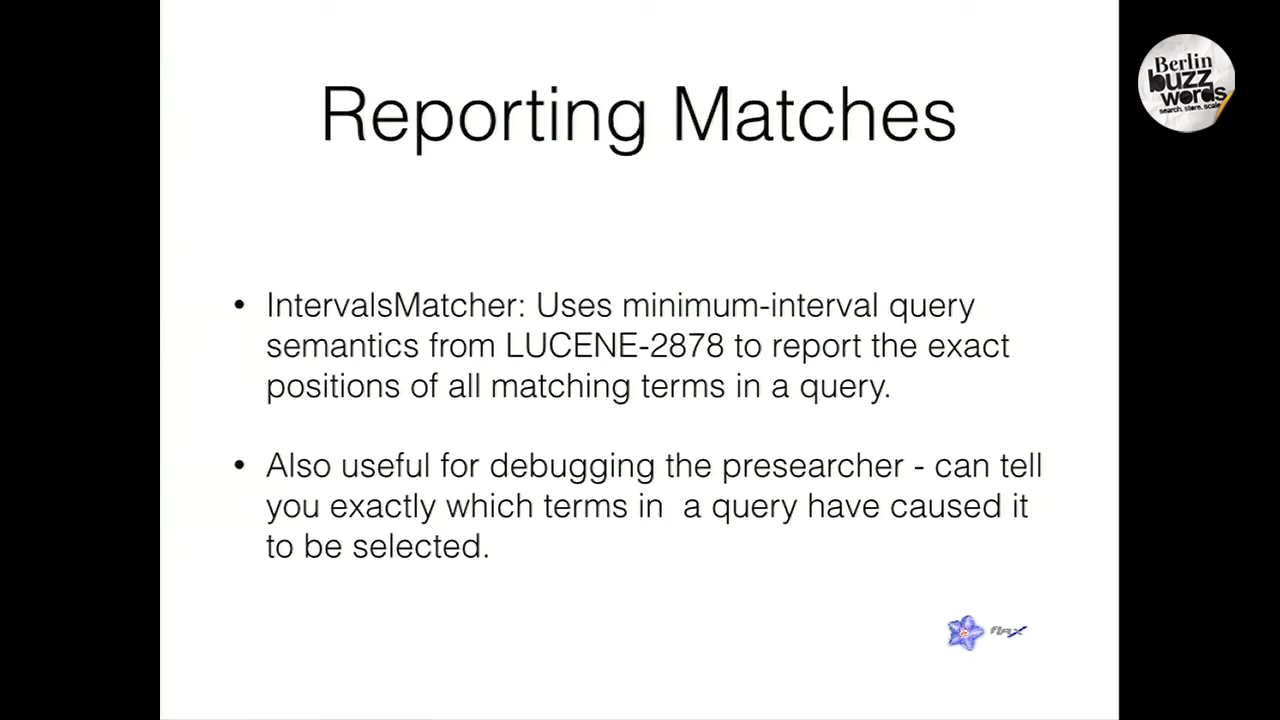 Reporting Matches
Berlin
buzz
words
search. store. scale
• IntervalsMatcher: Uses minimum-interval query
semantics from LUCENE-2878 to report the exact
positions of all matching terms in a query.
• Also useful for debugging the presearcher - can tell
you exactly which terms in  a query have caused it
to be selected.
flax